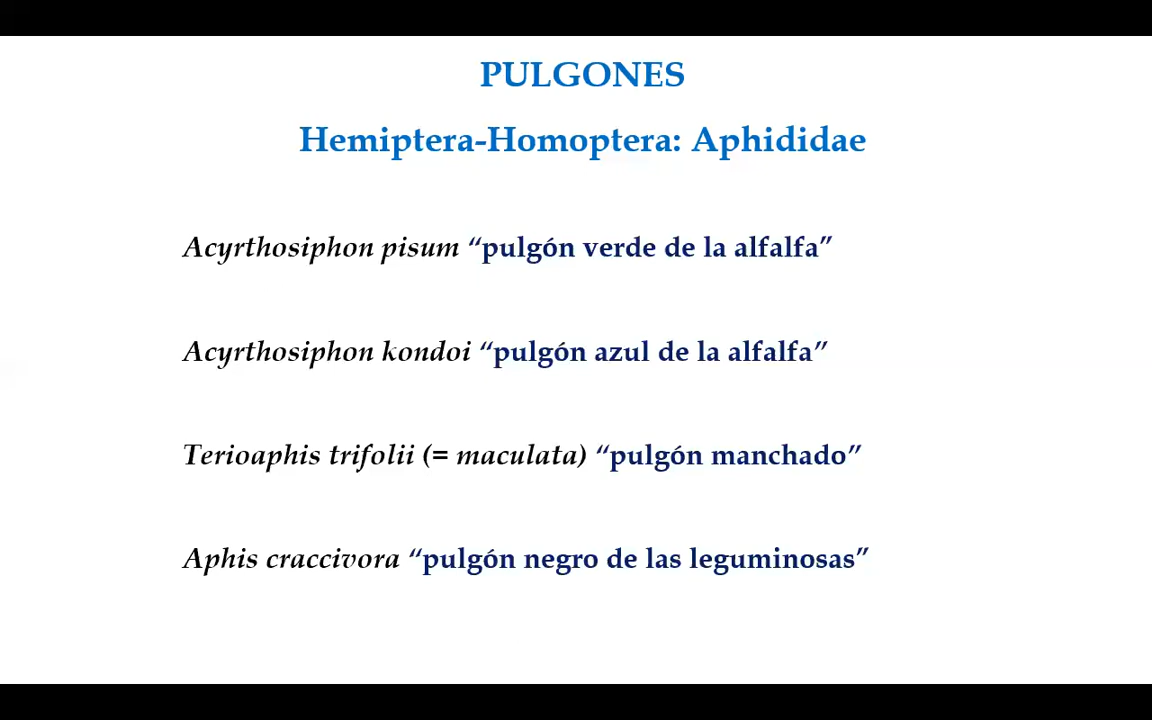 PULGONES
Hemiptera-Homoptera: Aphididae
Acyrthosiphon pisum “pulgón verde de la alfalfa”
Acyrthosiphon kondoi “pulgón azul de la alfalfa”
Terioaphis trifolii (= maculata) “pulgón manchado”
Aphis craccivora “pulgón negro de las leguminosas”